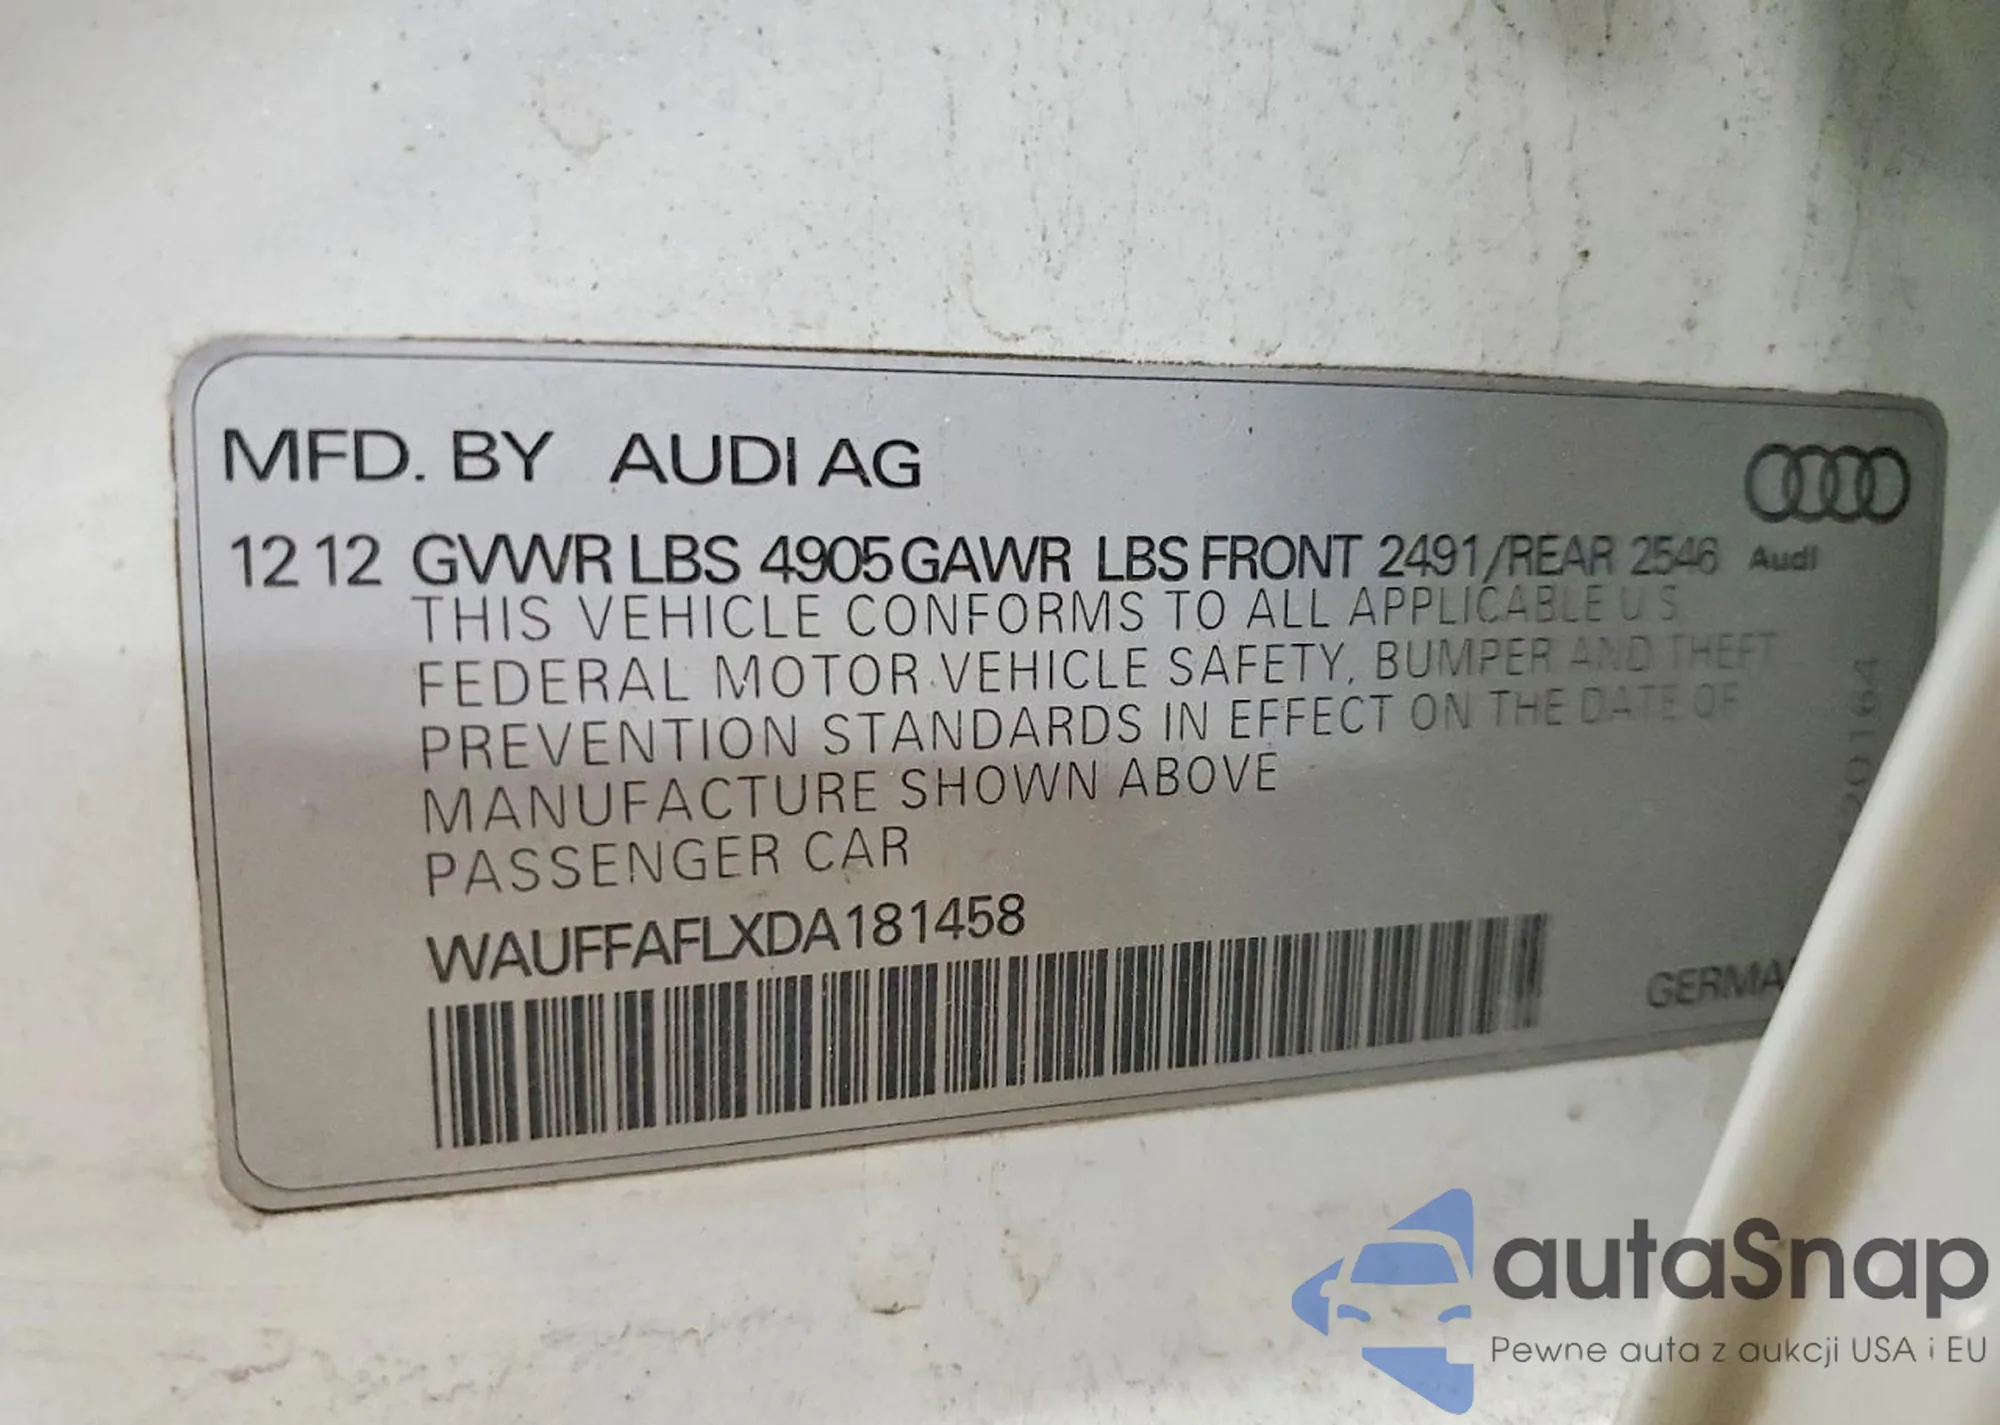 MFD. BY AUDI AG
12 12 GVWR LBS 4905 GAWR LBS FRONT 2491/REAR 2546 Audi
THIS VEHICLE CONFORMS TO ALL APPLICABLE U.S.
FEDERAL MOTOR VEHICLE SAFETY, BUMPER AND THEFT
PREVENTION STANDARDS IN EFFECT ON THE DATE OF
MANUFACTURE SHOWN ABOVE
PASSENGER CAR
WAUFFAFLXDA181458
GERMA
autaSnap
Pewne auta z aukcji USA i EU